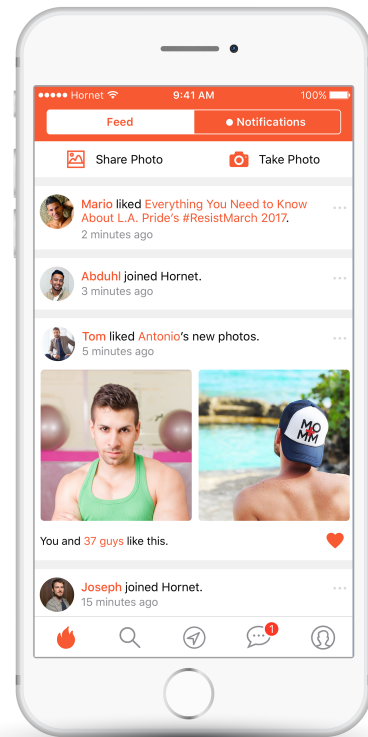 Hornet 9:41 AM 100%
Feed Notifications
Share Photo Take Photo
Mario liked Everything You Need to Know
About L.A. Pride's #ResistMarch 2017.
2 minutes ago
Abduhl joined Hornet.
3 minutes ago
Tom liked Antonio's new photos.
5 minutes ago
MO
MM
You and 37 guys like this.
Joseph joined Hornet.
15 minutes ago
1